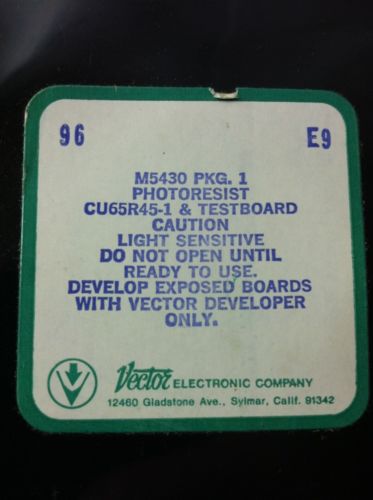 96 E9
M5430 PKG. 1
PHOTORESIST
CU65R45-1 & TESTBOARD
CAUTION
LIGHT SENSITIVE
DO NOT OPEN UNTIL
READY TO USE.
DEVELOP EXPOSED BOARDS
WITH VECTOR DEVELOPER
ONLY.
Vector ELECTRONIC COMPANY
12460 Gladstone Ave., Sylmar, Calif. 91342